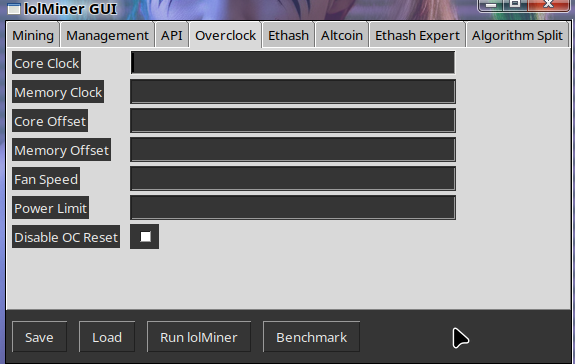 lolMiner GUI
Mining Management API Overclock Ethash Altcoin Ethash Expert Algorithm Split
Core Clock
Memory Clock
Core Offset
Memory Offset
Fan Speed
Power Limit
Disable OC Reset
Save Load Run lolMiner Benchmark